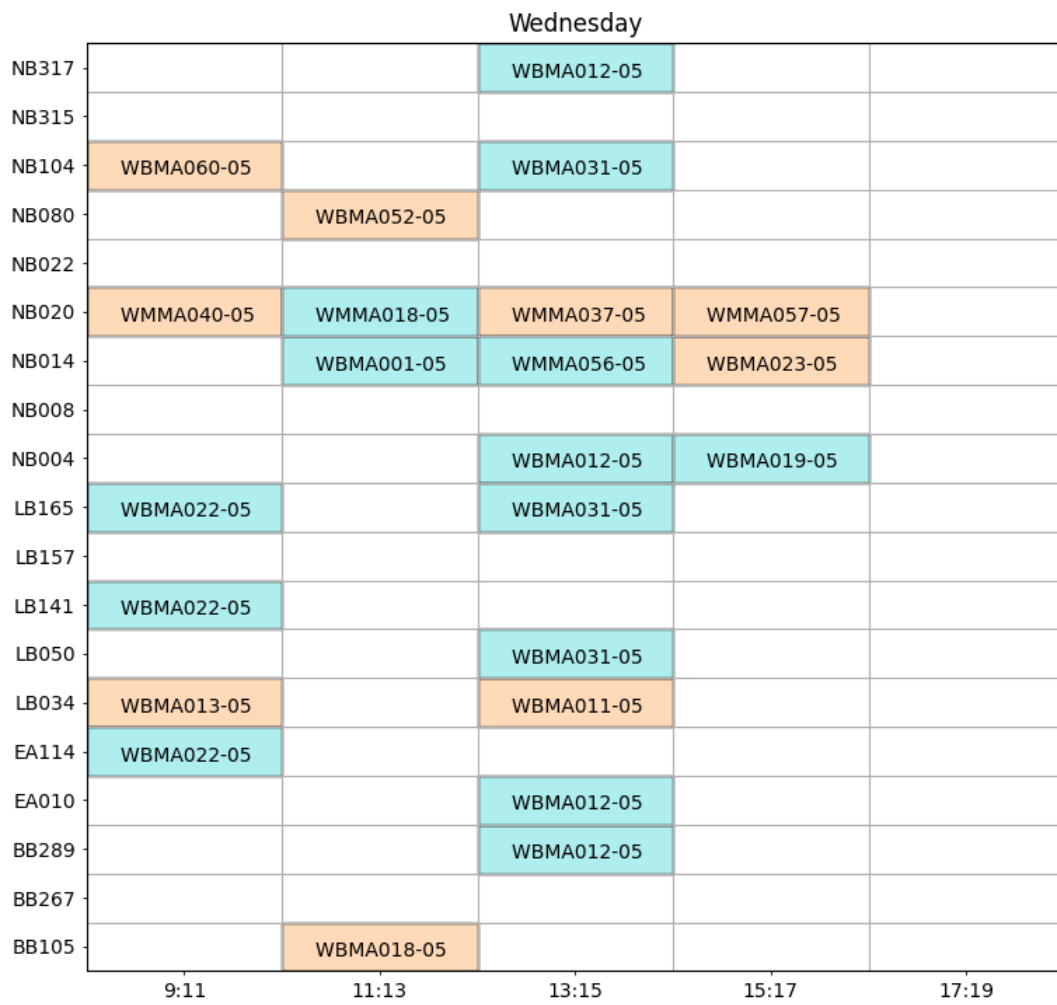 Wednesday
NB317 WBMA012-05
NB315
NB104 WBMA060-05 WBMA031-05
NB080 WBMA052-05
NB022
NB020 WMMA040-05 WMMA018-05 WMMA037-05 WMMA057-05
NB014 WBMA001-05 WMMA056-05 WBMA023-05
NB008
NB004 WBMA012-05 WBMA019-05
LB165 WBMA022-05 WBMA031-05
LB157
LB141 WBMA022-05
LB050 WBMA031-05
LB034 WBMA013-05 WBMA011-05
EA114 WBMA022-05
EA010 WBMA012-05
BB289 WBMA012-05
BB267
BB105 WBMA018-05
9:11 11:13 13:15 15:17 17:19